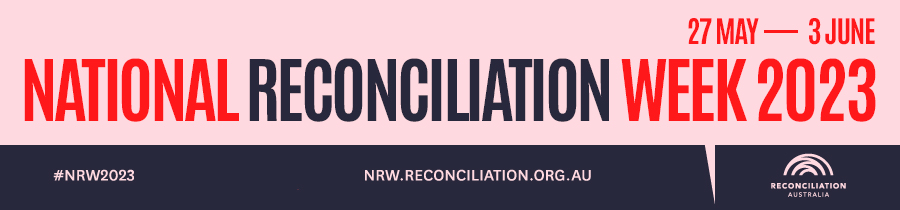 27 MAY — 3 JUNE
NATIONAL RECONCILIATION WEEK 2023
#NRW2023
NRW.RECONCILIATION.ORG.AU
RECONCILIATION
AUSTRALIA